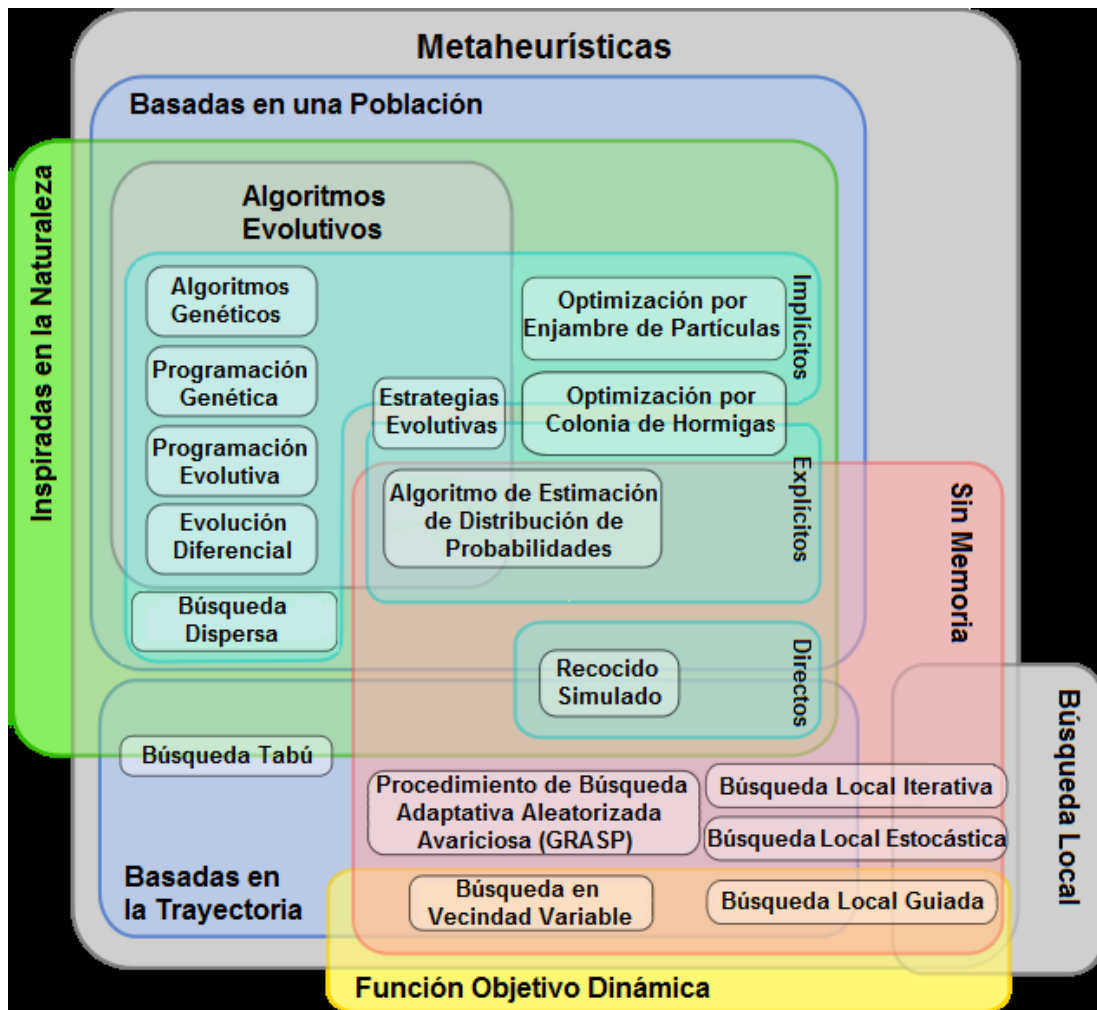 Metaheurísticas
Basadas en una Población
Inspiradas en la Naturaleza
Algoritmos
Evolutivos
Algoritmos
Genéticos
Programación
Genética
Programación
Evolutiva
Evolución
Diferencial
Búsqueda
Dispersa
Estrategias
Evolutivas
Implícitos
Optimización por
Enjambre de Partículas
Optimización por
Colonia de Hormigas
Explícitos
Algoritmo de Estimación
de Distribución de
Probabilidades
Sin Memoria
Directos
Recocido
Simulado
Búsqueda Local
Búsqueda Tabú
Procedimiento de Búsqueda
Adaptativa Aleatorizada
Avariciosa (GRASP)
Búsqueda Local Iterativa
Búsqueda Local Estocástica
Basadas en
la Trayectoria
Búsqueda en
Vecindad Variable
Búsqueda Local Guiada
Función Objetivo Dinámica